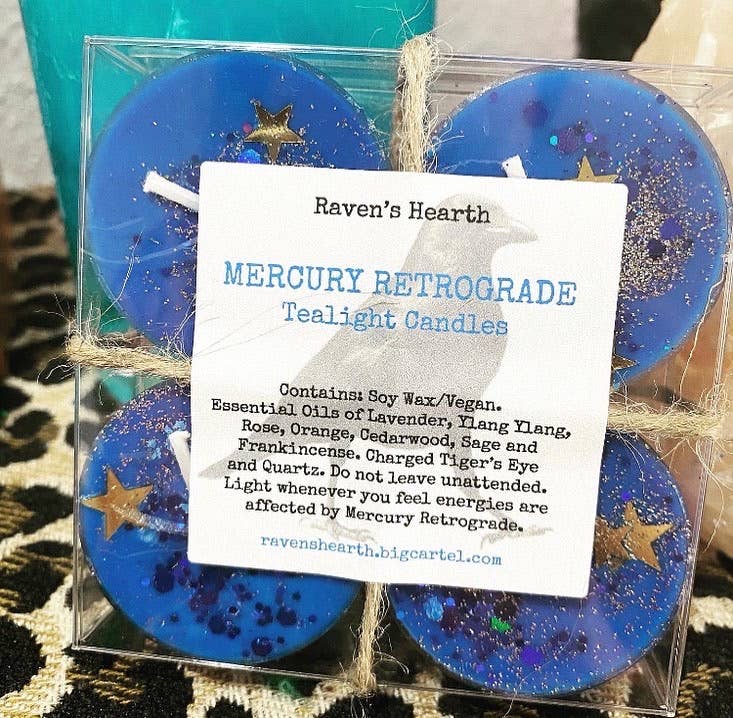 Raven's Hearth
MERCURY RETROGRADE
Tealight Candles
Contains: Soy Wax/Vegan.
Essential Oils of Lavender, Ylang Ylang,
Rose, Orange, Cedarwood, Sage and
Frankincense. Charged Tiger's Eye
and Quartz. Do not leave unattended.
Light whenever you feel energies are
affected by Mercury Retrograde.
ravenshearth.bigcartel.com